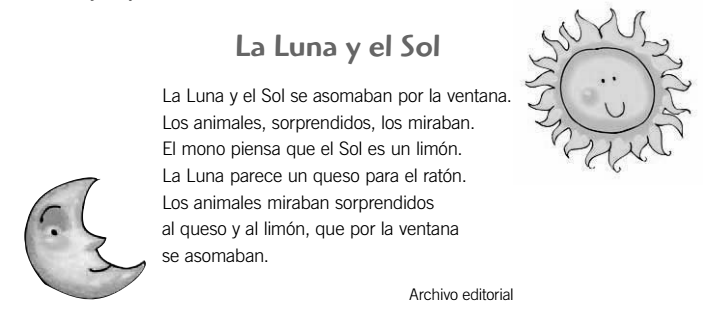 La Luna y el Sol
La Luna y el Sol se asomaban por la ventana.
Los animales, sorprendidos, los miraban.
El mono piensa que el Sol es un limón.
La Luna parece un queso para el ratón.
Los animales miraban sorprendidos
al queso y al limón, que por la ventana
se asomaban.
Archivo editorial